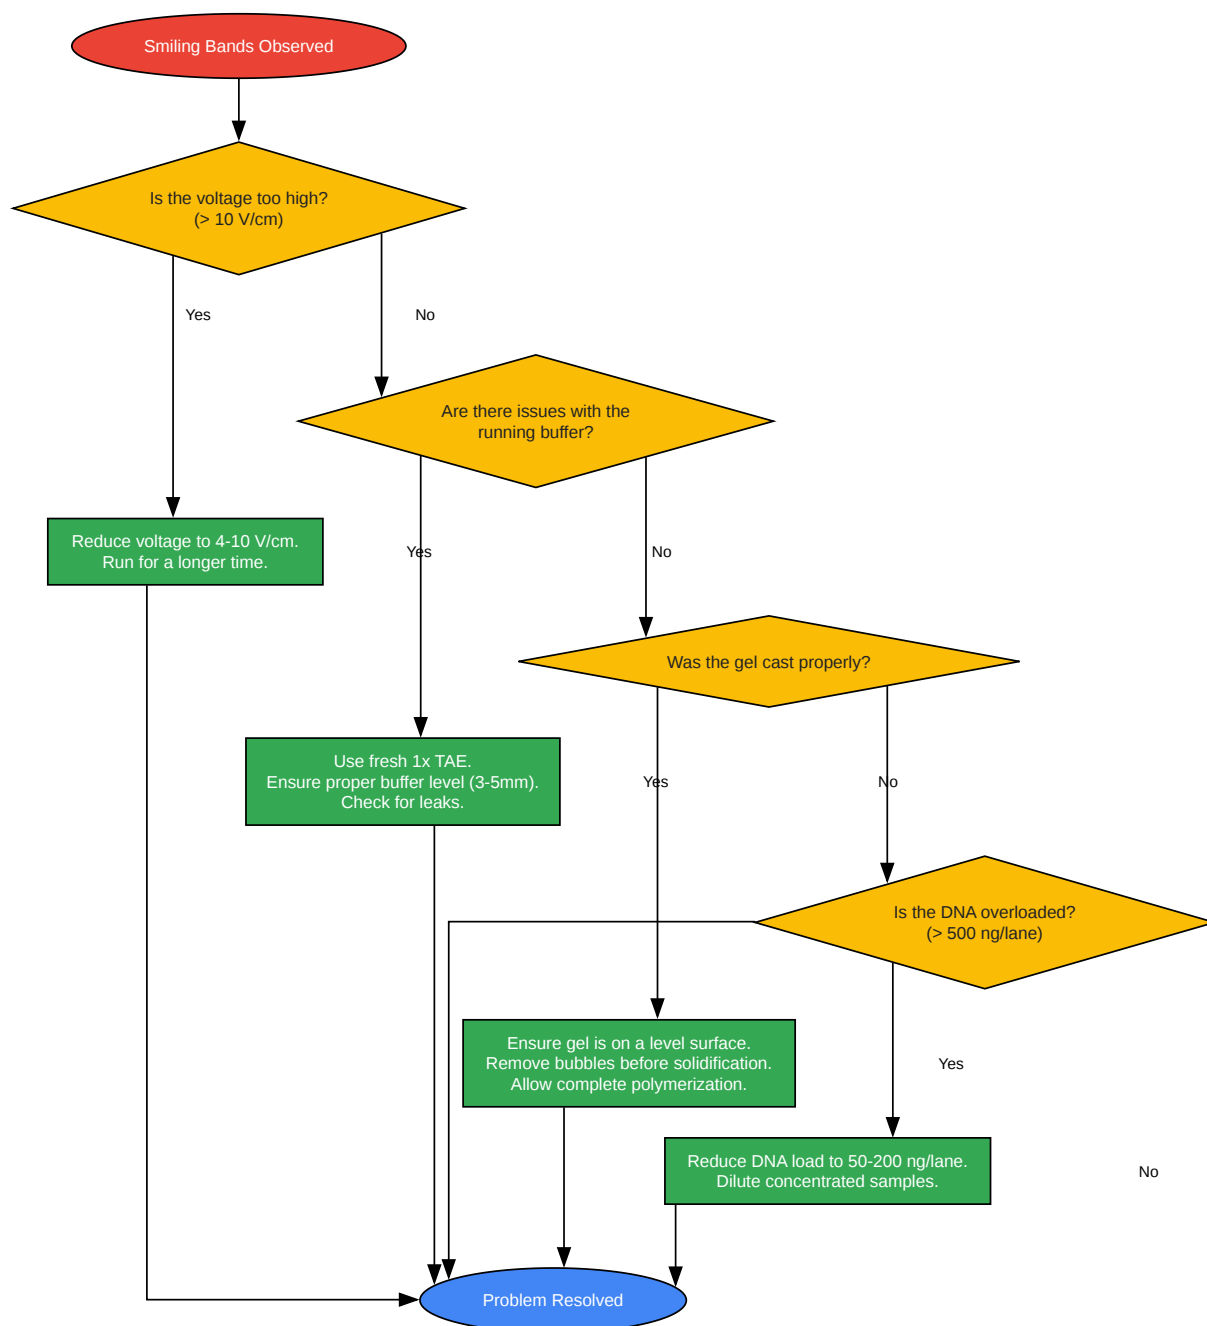 Smiling Bands Observed
Is the voltage too high?
(> 10 V/cm)
Yes
No
Are there issues with the
running buffer?
Reduce voltage to 4-10 V/cm.
Run for a longer time.
Yes
No
Was the gel cast properly?
Use fresh 1x TAE.
Ensure proper buffer level (3-5mm).
Check for leaks.
Yes
No
Is the DNA overloaded?
(> 500 ng/lane)
Ensure gel is on a level surface.
Remove bubbles before solidification.
Allow complete polymerization.
Yes
Reduce DNA load to 50-200 ng/lane.
Dilute concentrated samples.
No
Problem Resolved